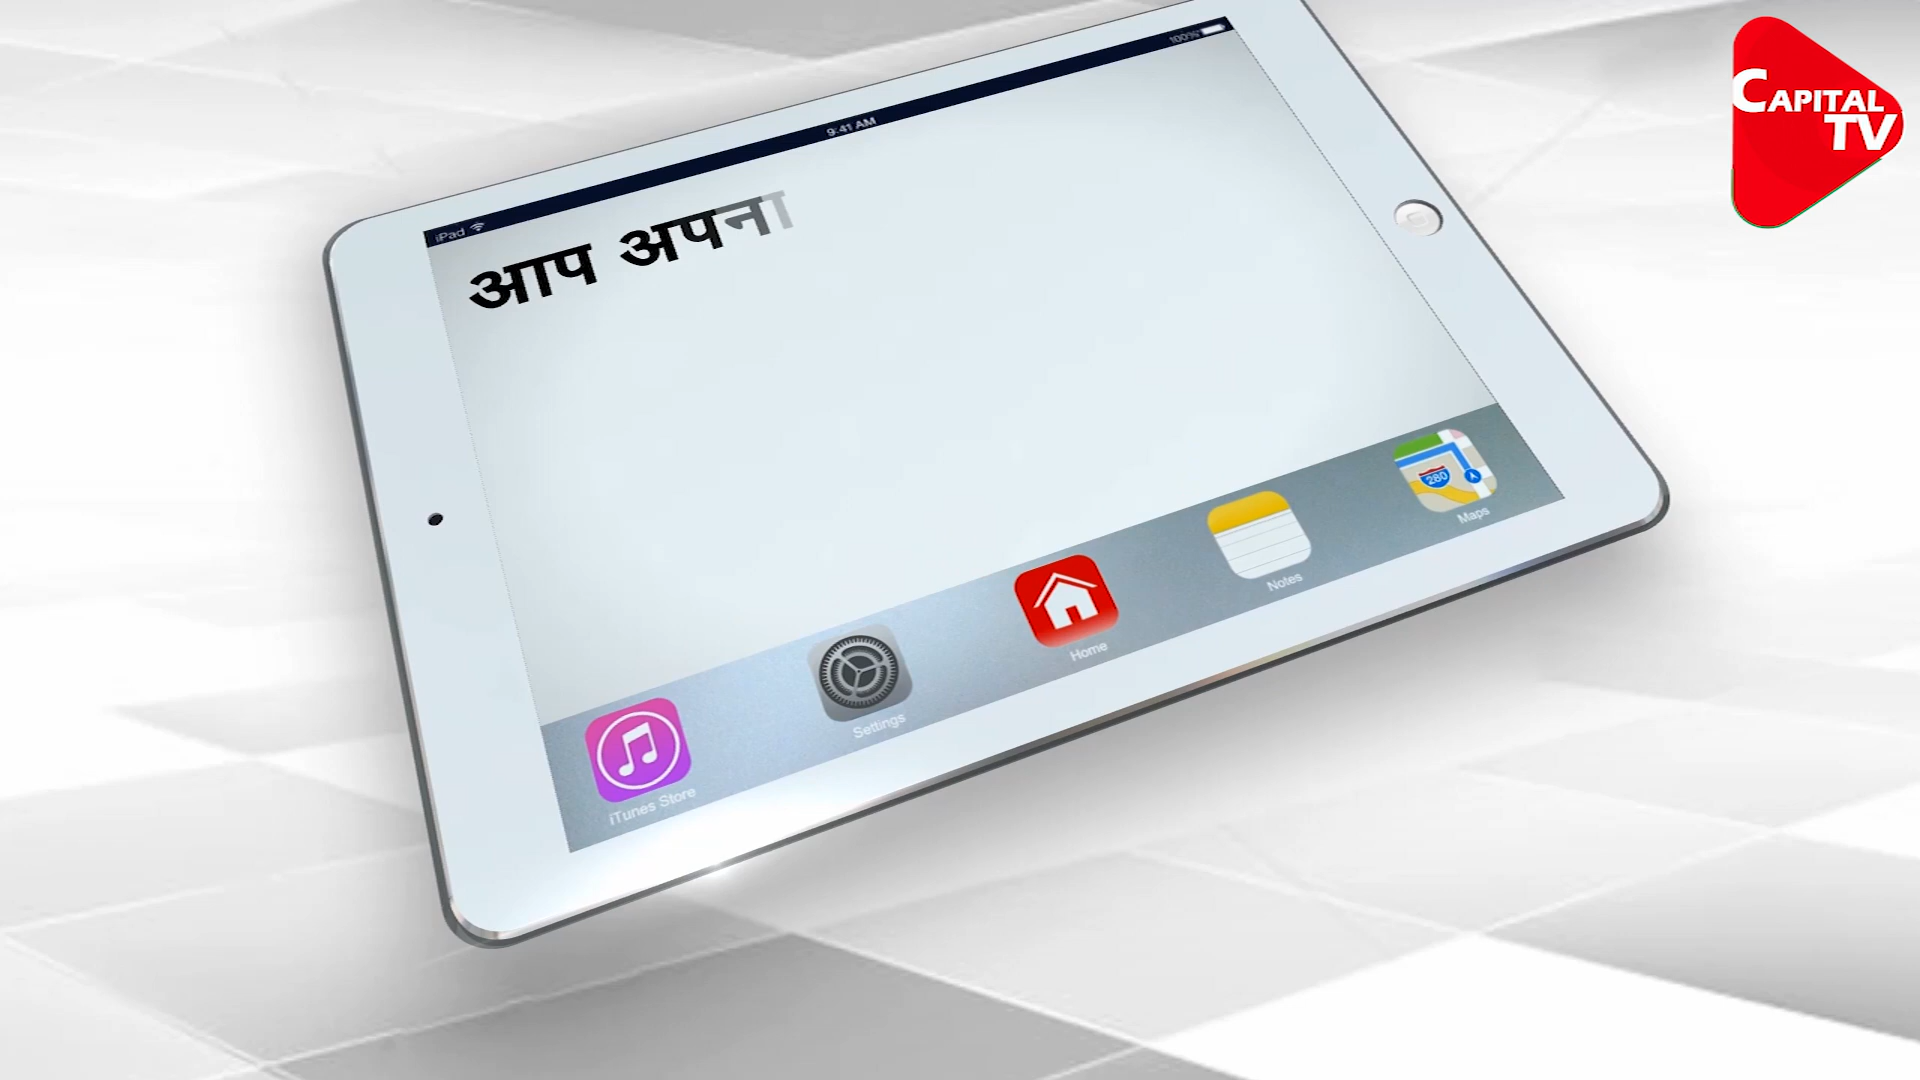 CAPITAL
TV
iPad
9:41 AM
100%
आप अपना
280
Maps
Notes
Home
Settings
iTunes Store